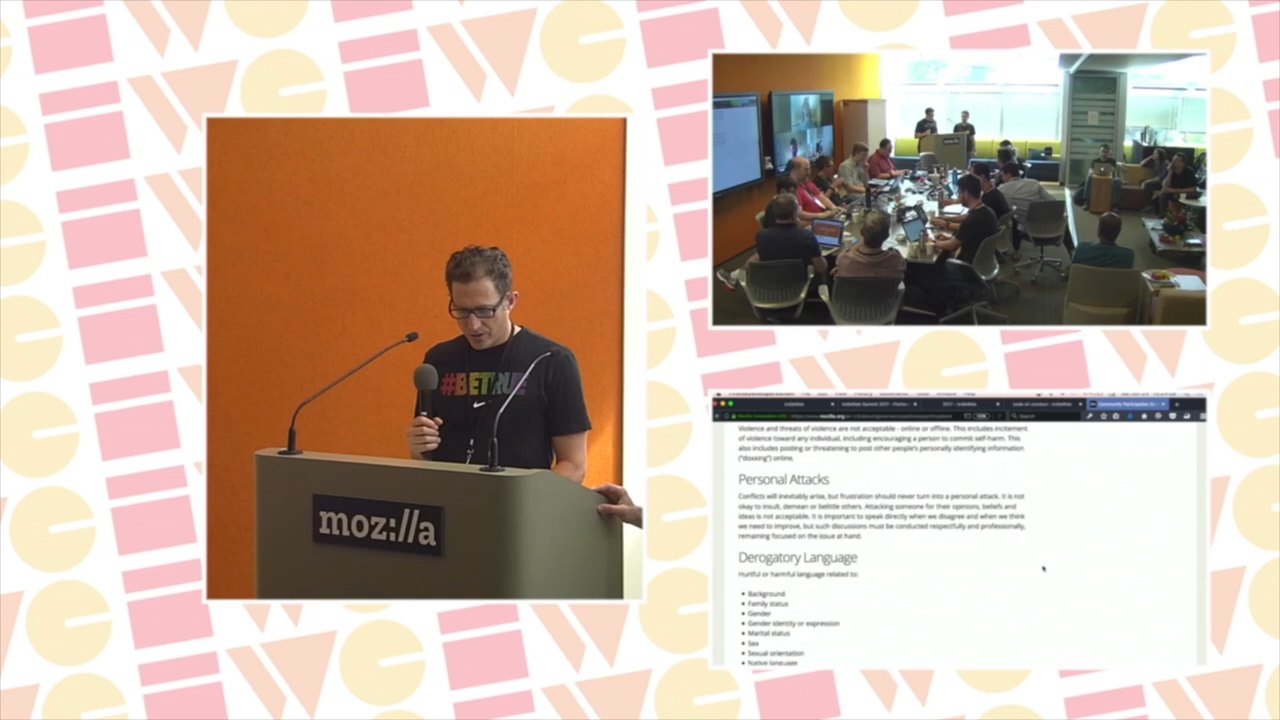 #BETRUE
moz://a
Violence and threats of violence are not acceptable - online or offline. This includes incitement
of violence toward any individual, including encouraging a person to commit self-harm. This
also includes posting or threatening to post other people's personally identifying information
("doxxing") online.
Personal Attacks
Conflicts will inevitably arise, but frustration should never turn into a personal attack. It is not
okay to insult, demean or belittle others. Attacking someone for their opinions, beliefs and
ideas is not acceptable. It is important to speak directly when we disagree and when we think
we need to improve, but such discussions must be conducted respectfully and professionally,
remaining focused on the issue at hand.
Derogatory Language
Hurtful or harmful language related to:
• Background
• Family status
• Gender
• Gender identity or expression
• Marital status
• Sex
• Sexual orientation
• Native language